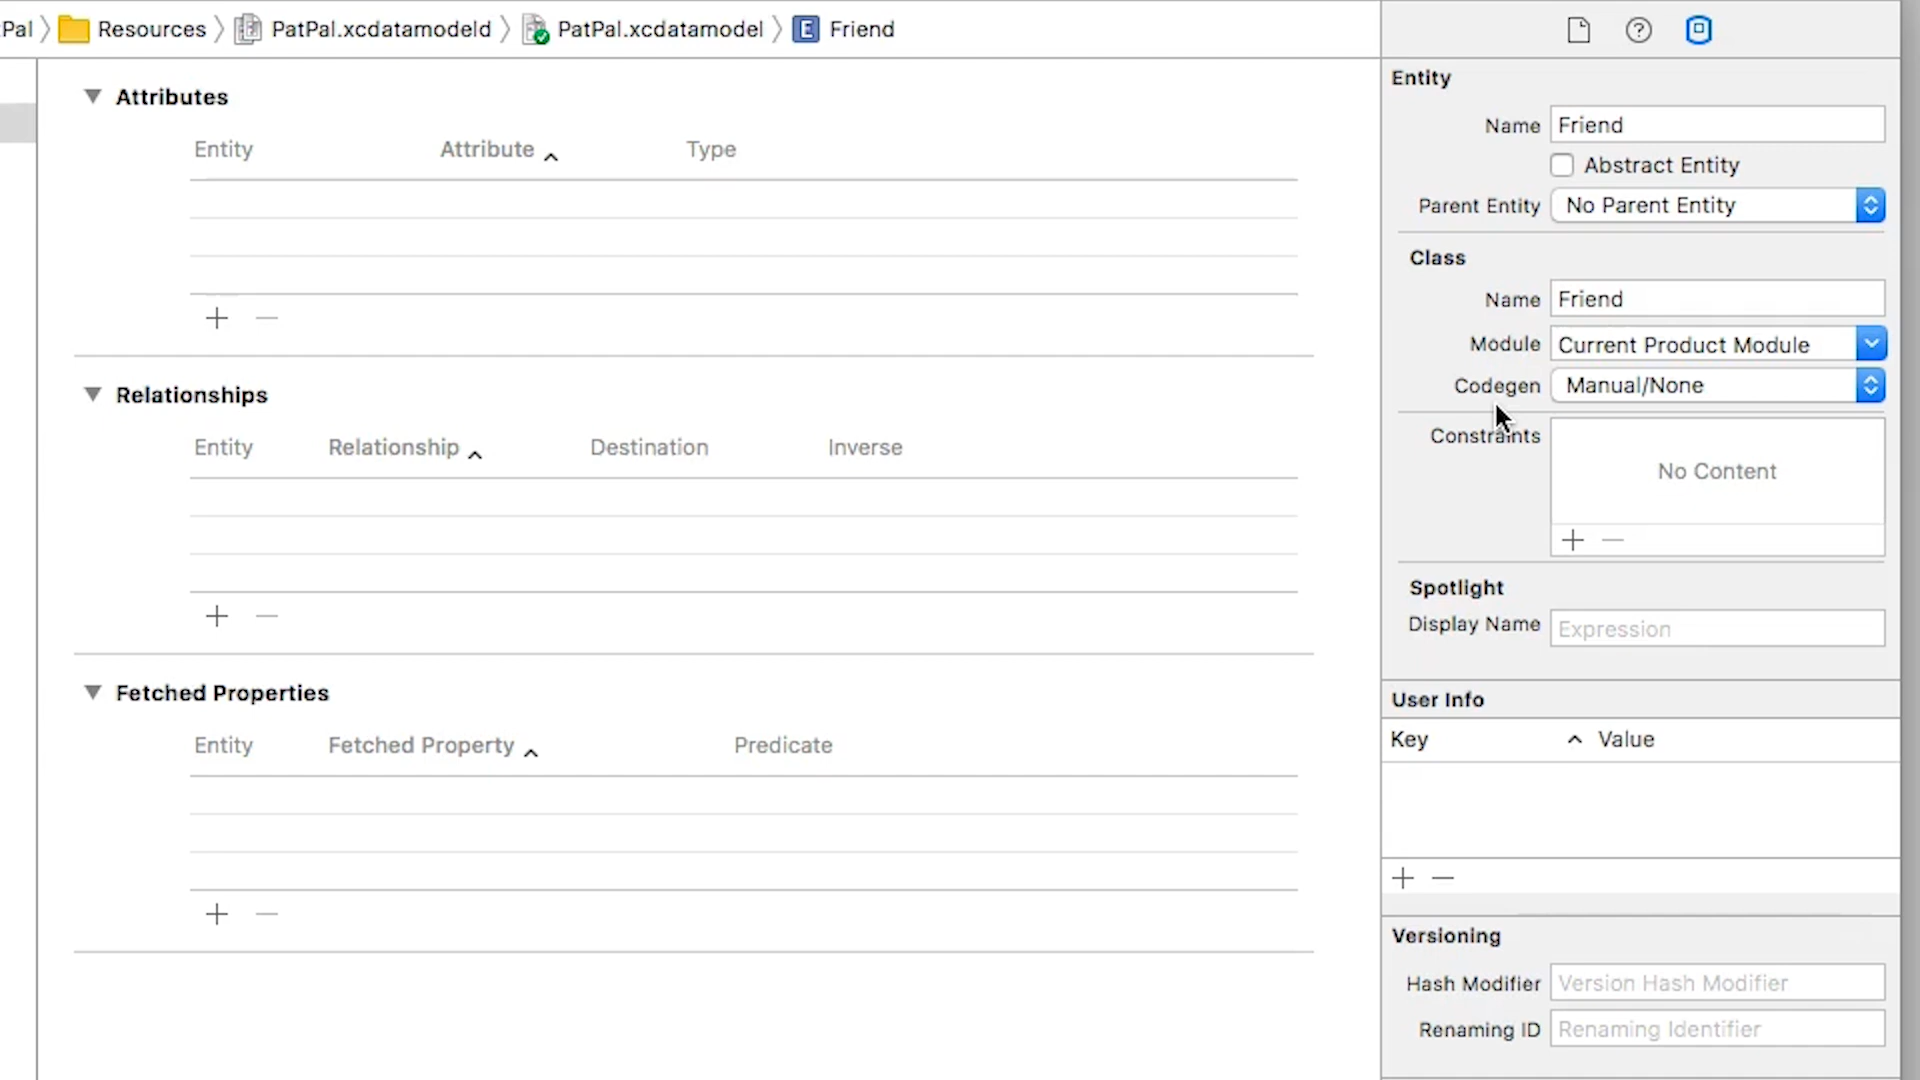 Pal
Resources
PatPal.xcdatamodeld
PatPal.xcdatamodel
E
Friend
Attributes
Entity
Attribute
Type
Relationships
Entity
Relationship
Destination
Inverse
Fetched Properties
Entity
Fetched Property
Predicate
Entity
Name
Friend
Abstract Entity
Parent Entity
No Parent Entity
Class
Name
Friend
Module
Current Product Module
Codegen
Manual/None
Constraints
No Content
Spotlight
Display Name
Expression
User Info
Key
Value
Versioning
Hash Modifier
Version Hash Modifier
Renaming ID
Renaming Identifier